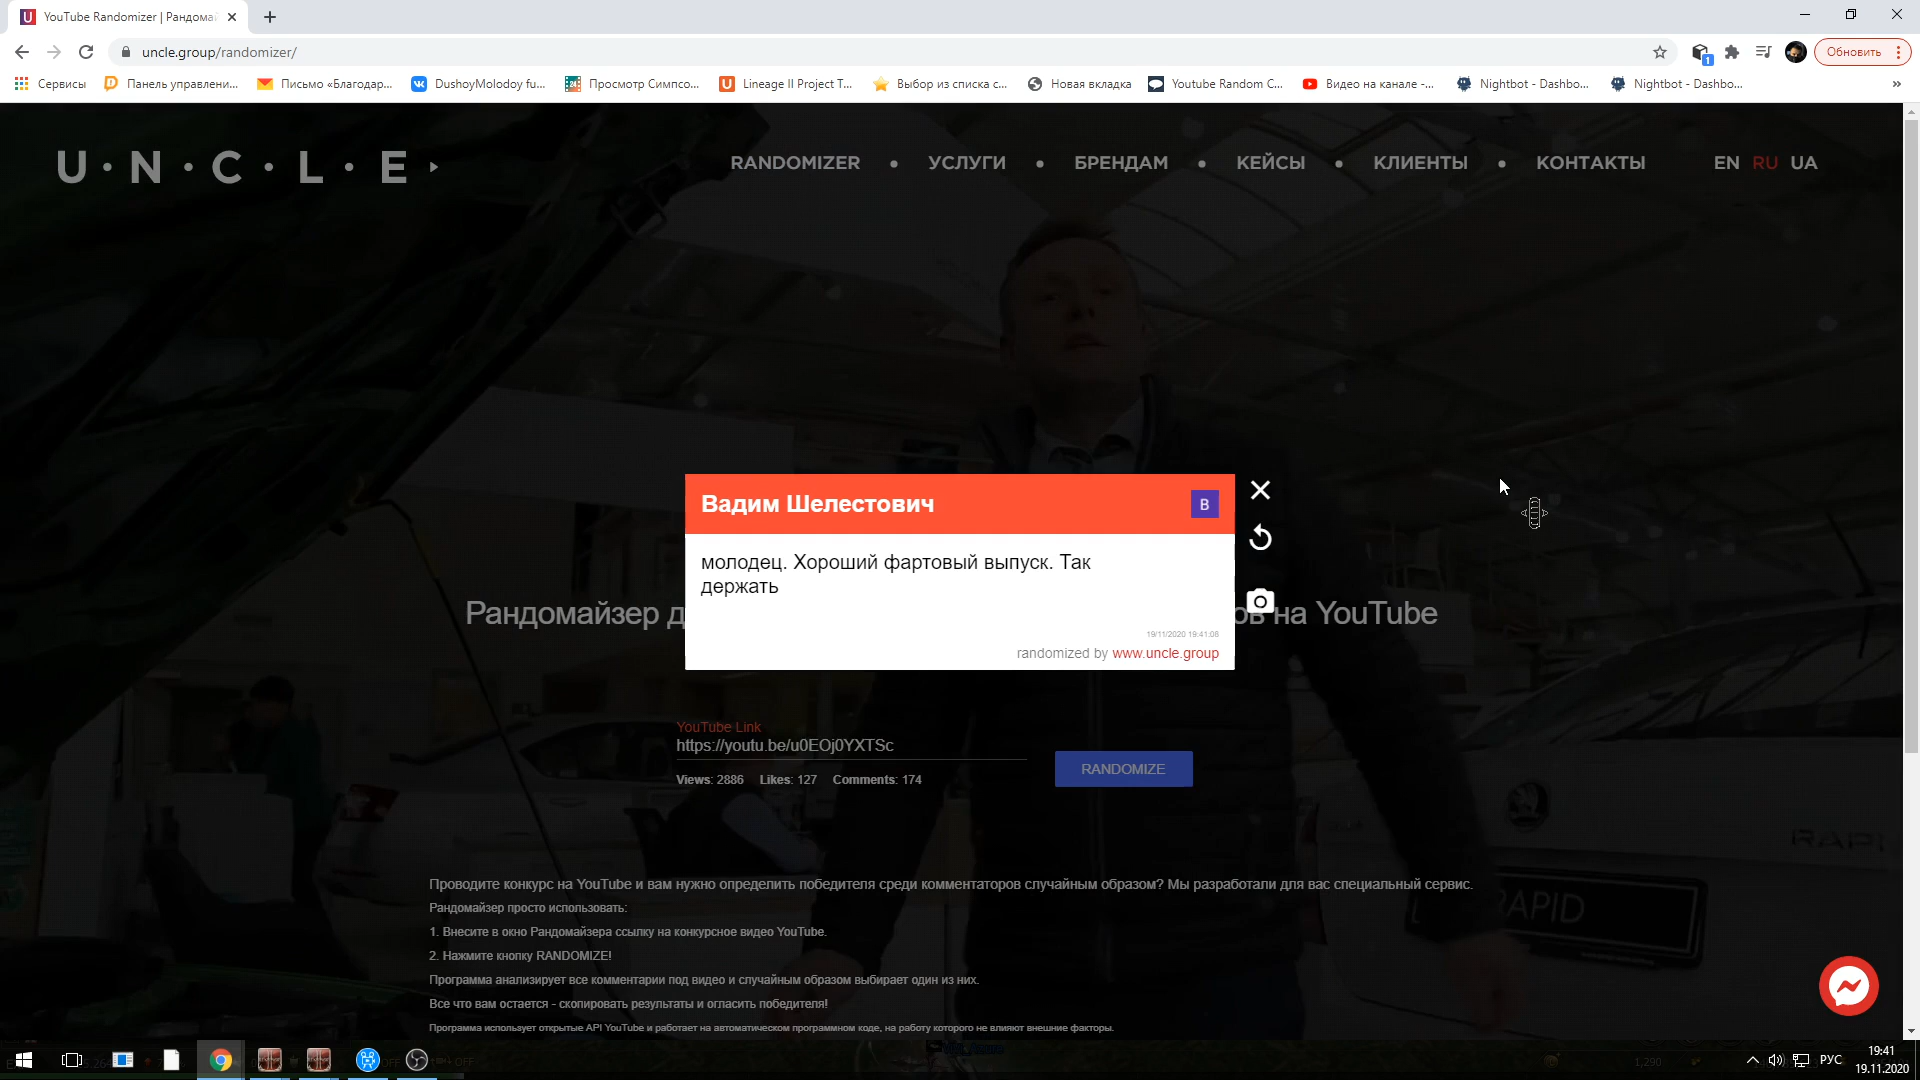 YouTube Randomizer | Рандомай
uncle.group/randomizer/
Обновить
Сервисы
Панель управлени...
Письмо «Благодар...
DushoyMolodoy fu...
Просмотр Симпсо...
Lineage II Project T...
Выбор из списка с...
Новая вкладка
Youtube Random C...
Видео на канале -...
Nightbot - Dashbo...
Nightbot - Dashbo...
U·N·C·L·E
RANDOMIZER • УСЛУГИ • БРЕНДАМ • КЕЙСЫ • КЛИЕНТЫ • КОНТАКТЫ
EN RU UA
Вадим Шелестович
В
молодец. Хороший фартовый выпуск. Так
держать
19/11/2020 19:41:08
randomized by www.uncle.group
Рандомайзер на YouTube
YouTube Link
https://youtu.be/u0EOj0YXTSc
RANDOMIZE
Views: 2886 Likes: 127 Comments: 174
RAPID
Проводите конкурс на YouTube и вам нужно определить победителя среди комментаторов случайным образом? Мы разработали для вас специальный сервис.
Рандомайзер просто использовать:
1. Внесите в окно Рандомайзера ссылку на конкурсное видео YouTube.
2. Нажмите кнопку RANDOMIZE!
Программа анализирует все комментарии под видео и случайным образом выбирает один из них.
Все что вам остается - скопировать результаты и огласить победителя!
Программа использует открытые API YouTube и работает на автоматическом программном коде, на работу которого не влияют внешние факторы.
РУС
19:41
19.11.2020